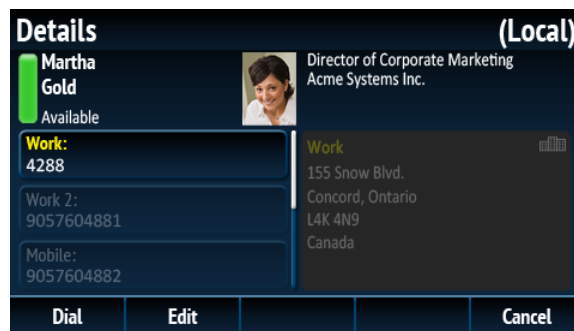 Details
(Local)
Martha
Gold
Available
Director of Corporate Marketing
Acme Systems Inc.
Work:
4288
Work 2:
9057604881
Mobile:
9057604882
Work
155 Snow Blvd.
Concord, Ontario
L4K 4N9
Canada
Dial
Edit
Cancel